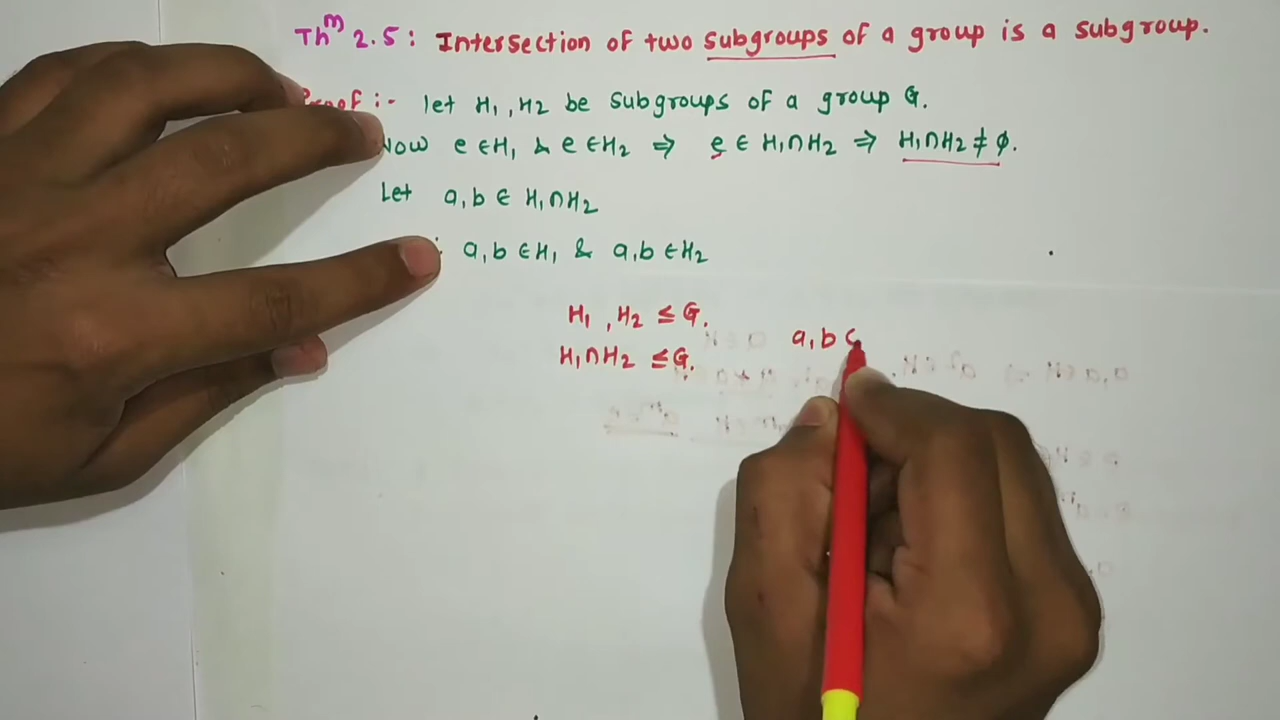 Thᵐ 2.5: Intersection of two subgroups of a group is a subgroup.
Proof :- let H₁, H₂ be subgroups of a group G.
Now e ∈ H₁ & e ∈ H₂ ⇒ e ∈ H₁∩H₂ ⇒ H₁∩H₂ ≠ φ.
Let a,b ∈ H₁∩H₂
a,b ∈ H₁ & a,b ∈ H₂
H₁, H₂ ≤ G.
H₁∩H₂ ≤ G.
a,b